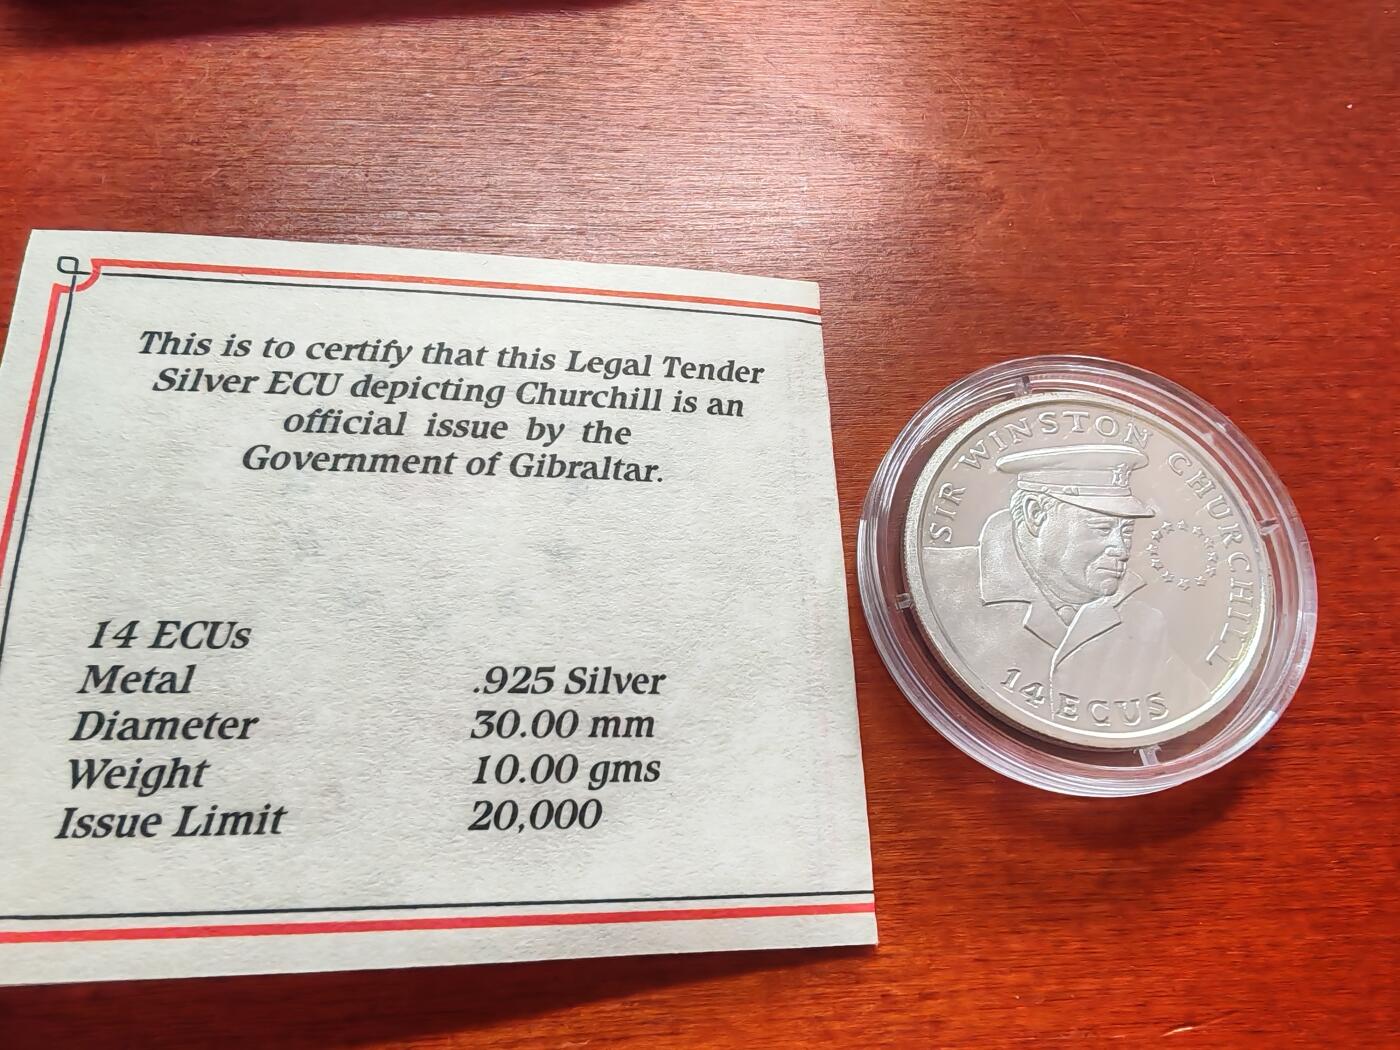 This is to certify that this Legal Tender
Silver ECU depicting Churchill is an
official issue by the
Government of Gibraltar.
14 ECUs
Metal .925 Silver
Diameter 30.00 mm
Weight 10.00 gms
Issue Limit 20,000
SIR WINSTON CHURCHILL
14 ECUS